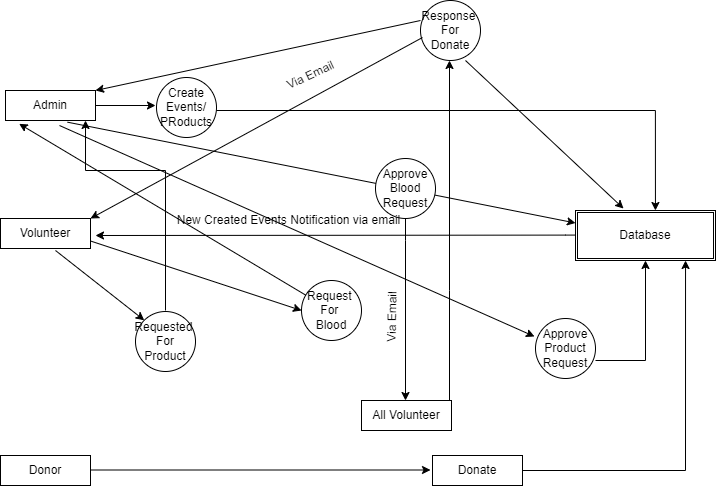 Response
For
Donate
Via Email
Create
Events/
PRoducts
Admin
Approve
Blood
Request
New Created Events Notification via email
Volunteer
Database
Request
For
Blood
Via Email
Requested
For
Product
Approve
Product
Request
All Volunteer
Donor
Donate